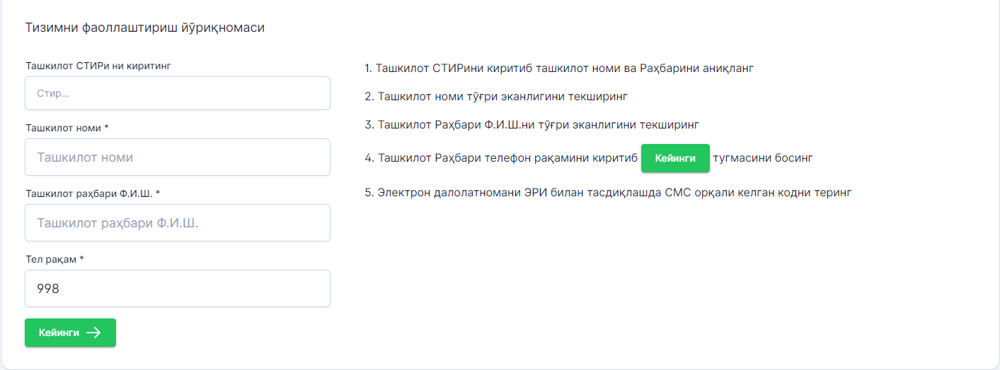 Тизимни фаоллаштириш йўриқномаси
Ташкилот СТИРи ни киритинг
Стир...
Ташкилот номи *
Ташкилот номи
Ташкилот раҳбари Ф.И.Ш. *
Ташкилот раҳбари Ф.И.Ш.
Тел рақам *
998
Кейинги
1. Ташкилот СТИРини киритиб ташкилот номи ва Раҳбарини аниқланг
2. Ташкилот номи тўғри эканлигини текширинг
3. Ташкилот Раҳбари Ф.И.Ш.ни тўғри эканлигини текширинг
4. Ташкилот Раҳбари телефон рақамини киритиб Кейинги тугмасини босинг
5. Электрон далолатномани ЭРИ билан тасдиқлашда СМС орқали келган кодни теринг